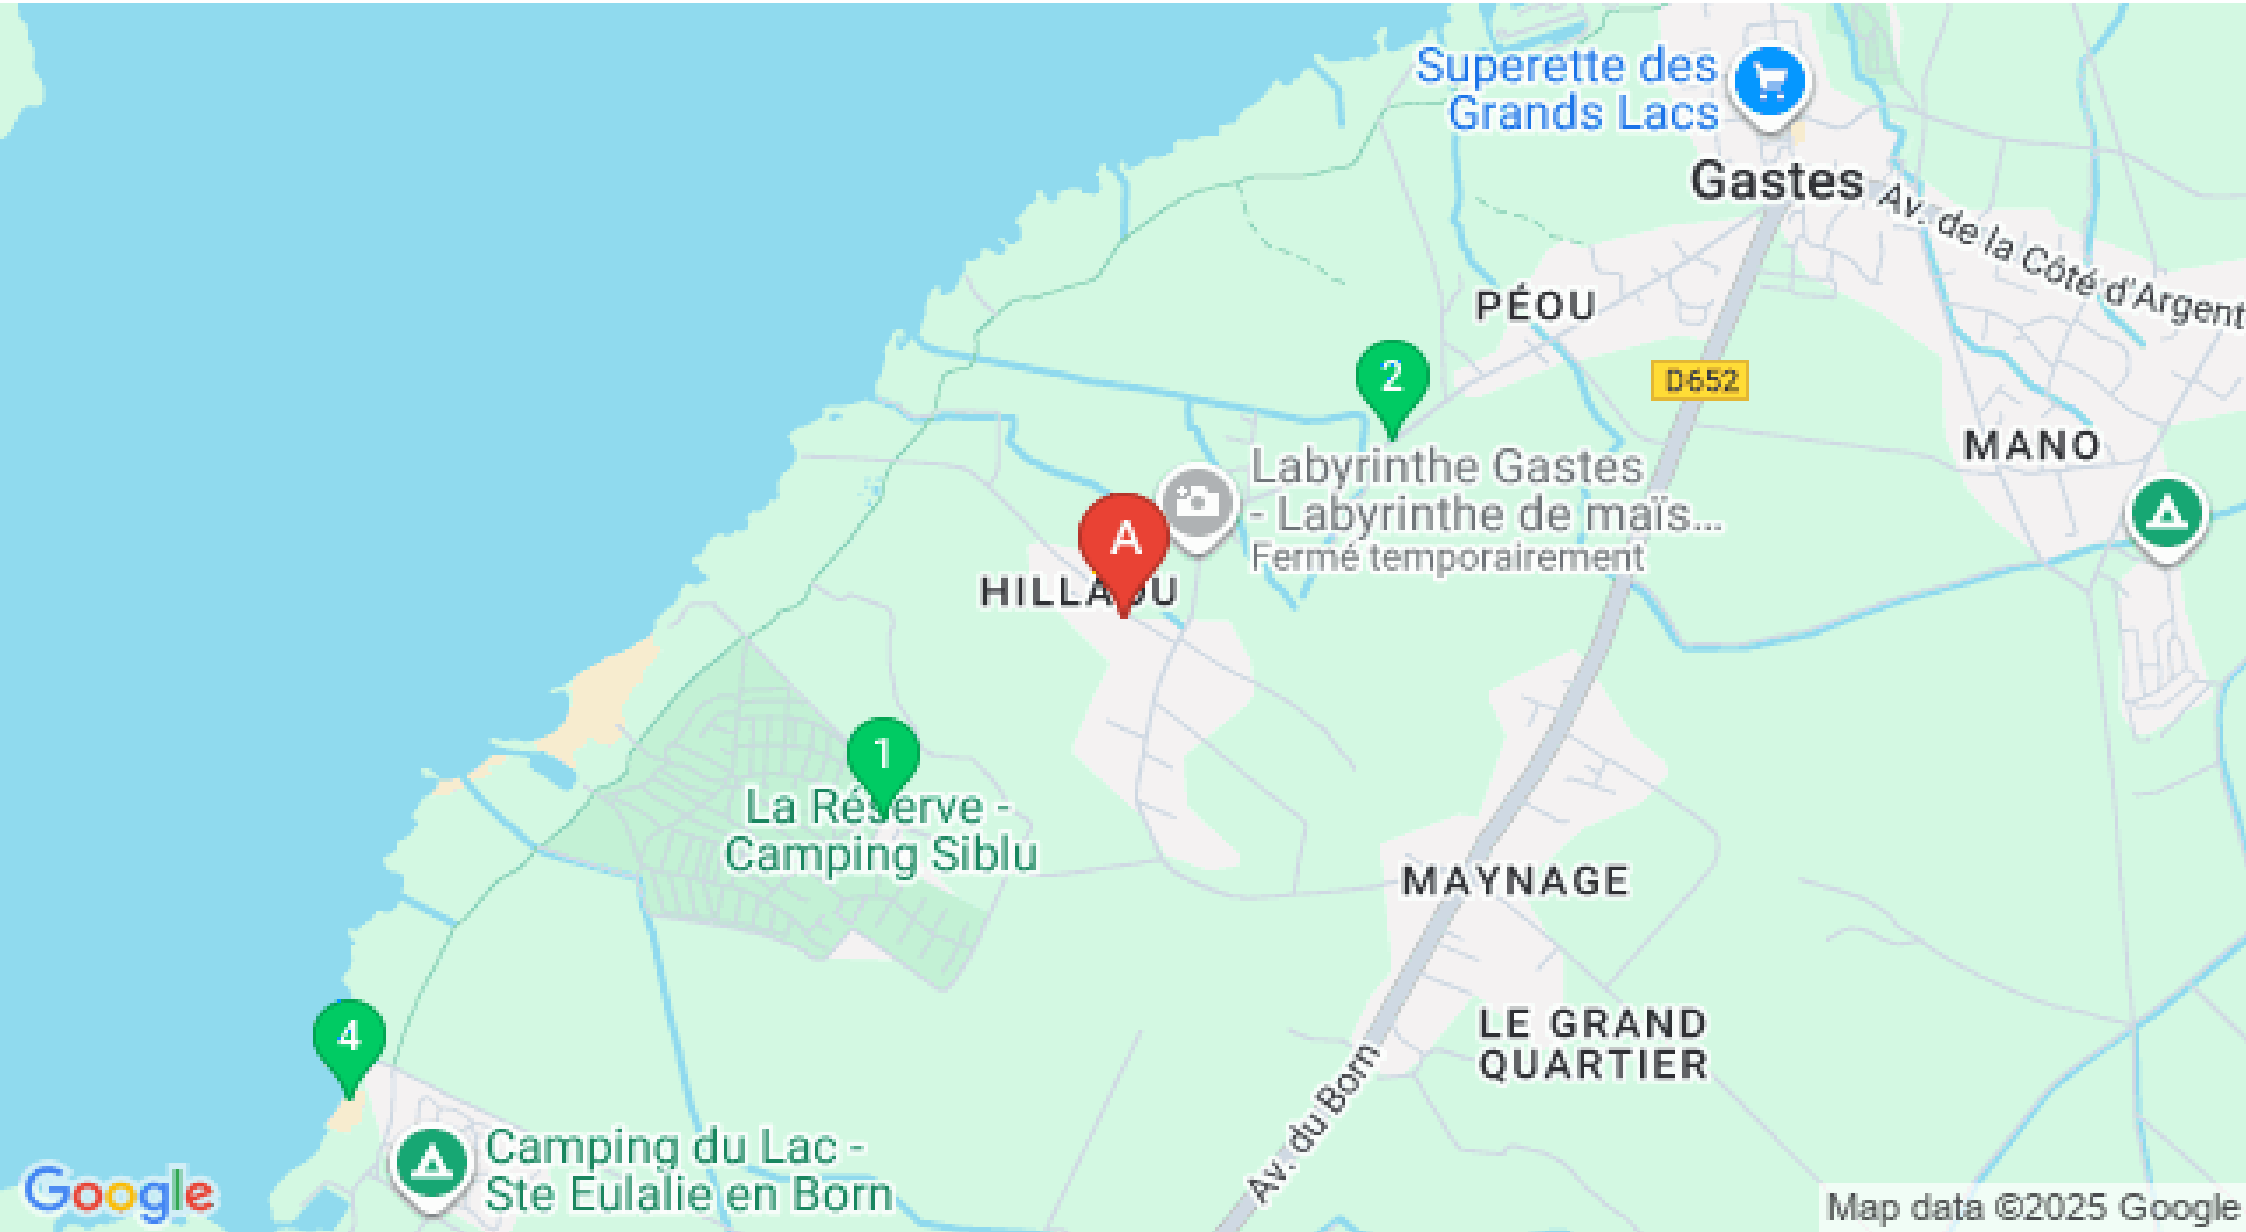 Superette des
Grands Lacs
Gastes
Av. de la Côté d'Argent
PÉOU
2
D652
MANO
Labyrinthe Gastes
- Labyrinthe de maïs...
Fermé temporairement
A
HILLAOU
1
La Réserve -
Camping Siblu
MAYNAGE
LE GRAND
QUARTIER
4
Av. du Born
Camping du Lac -
Ste Eulalie en Born
Google
Map data ©2025 Google